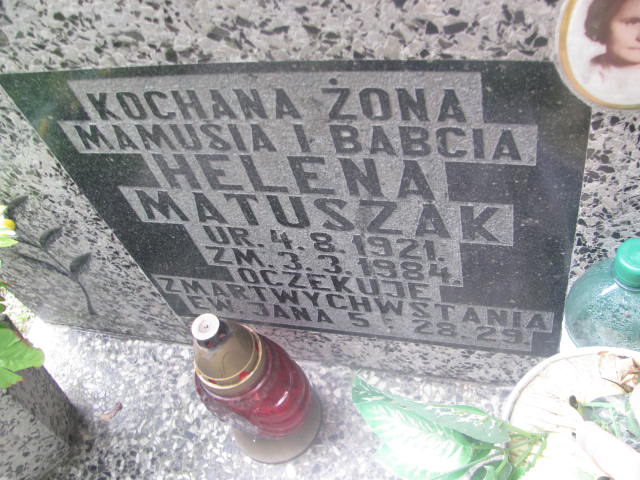 KOCHANA ŻONA
MAMUSIA I BABCIA
HELENA
MATUSZAK
UR. 4.8.1921.
ZM. 3.3.1984.
OCZEKUJE
ZMARTWYCHWSTANIA
EW. JANA 5. 28.29.